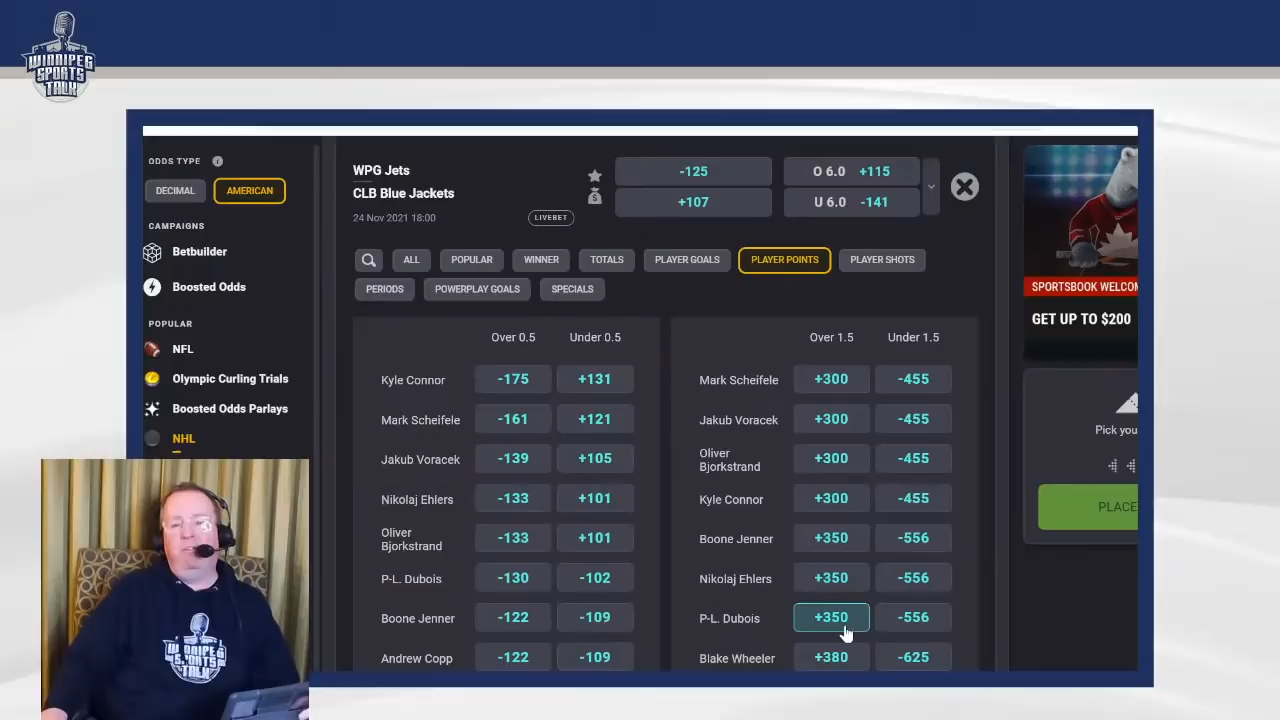 WINNIPEG
SPORTS
TALK
ODDS TYPE i
DECIMAL
AMERICAN
CAMPAIGNS
Betbuilder
Boosted Odds
POPULAR
NFL
Olympic Curling Trials
Boosted Odds Parlays
NHL
WPG Jets
CLB Blue Jackets
24 Nov 2021 18:00
LIVEBET
-125
+107
O 6.0 +115
U 6.0 -141
ALL
POPULAR
WINNER
TOTALS
PLAYER GOALS
PLAYER POINTS
PLAYER SHOTS
PERIODS
POWERPLAY GOALS
SPECIALS
Over 0.5 Under 0.5
Kyle Connor -175 +131
Mark Scheifele -161 +121
Jakub Voracek -139 +105
Nikolaj Ehlers -133 +101
Oliver
Bjorkstrand -133 +101
P-L. Dubois -130 -102
Boone Jenner -122 -109
Andrew Copp -122 -109
Over 1.5 Under 1.5
Mark Scheifele +300 -455
Jakub Voracek +300 -455
Oliver
Bjorkstrand +300 -455
Kyle Connor +300 -455
Boone Jenner +350 -556
Nikolaj Ehlers +350 -556
P-L. Dubois +350 -556
Blake Wheeler +380 -625
SPORTSBOOK WELCOM
GET UP TO $200
Pick you
PLACE
WINNIPEG
SPORTS
TALK